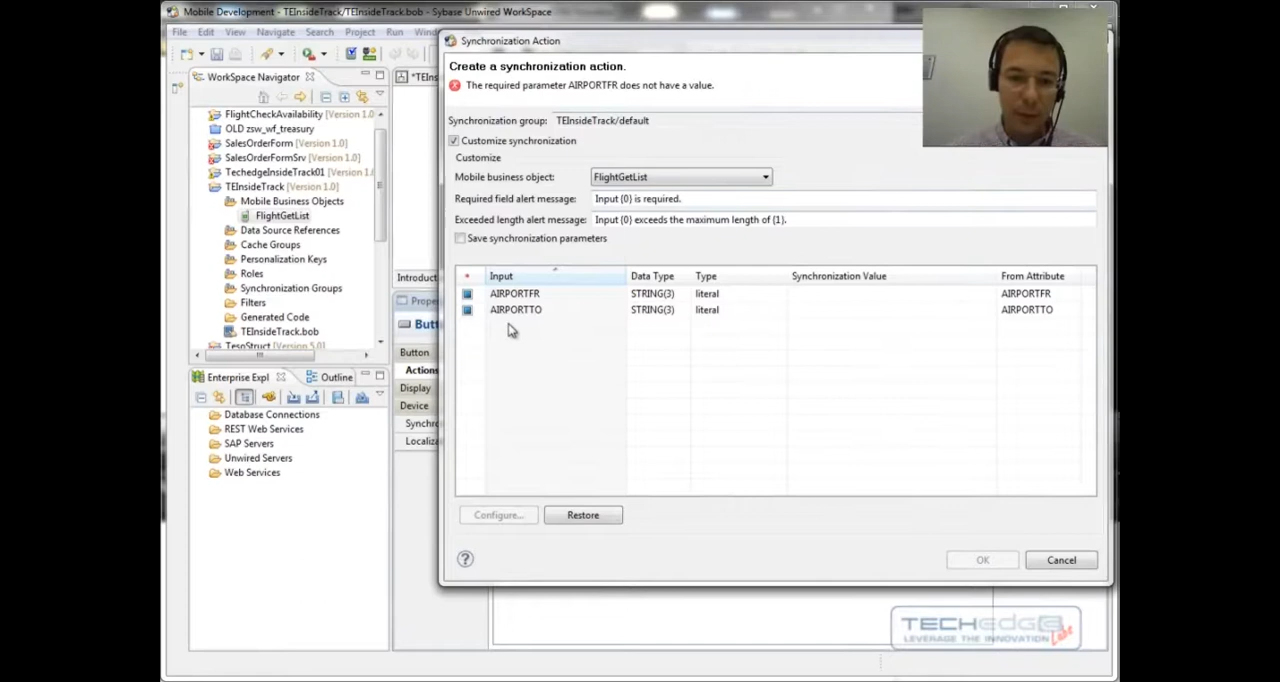 Mobile Development - TEInsideTrack/TEInsideTrack.bob - Sybase Unwired WorkSpace
File Edit View Navigate Search Project Run
Synchronization Action
Create a synchronization action.
The required parameter AIRPORTFR does not have a value.
Synchronization group: TEInsideTrack/default
Customize synchronization
Customize
Mobile business object: FlightGetList
Required field alert message: Input {0} is required.
Exceeded length alert message: Input {0} exceeds the maximum length of {1}.
Save synchronization parameters
* Input Data Type Type Synchronization Value From Attribute
AIRPORTFR STRING(3) literal AIRPORTFR
AIRPORTTO STRING(3) literal AIRPORTTO
Configure... Restore
? OK Cancel
WorkSpace Navigator
FlightCheckAvailability [Version 1.0]
OLD zsw_wf_treasury
SalesOrderForm [Version 1.0]
SalesOrderFormSrv [Version 1.0]
TechedgeInsideTrack01 [Version 1.0]
TEInsideTrack [Version 1.0]
Mobile Business Objects
FlightGetList
Data Source References
Cache Groups
Personalization Keys
Roles
Synchronization Groups
Filters
Generated Code
TEInsideTrack.bob
Enterprise Expl Outline
Database Connections
REST Web Services
SAP Servers
Unwired Servers
Web Services
*TEIns
Introduct
Prope
Butt
Button
Actions
Display
Device
Synchro
Localiza
TECHEDGE
LEVERAGE THE INNOVATION
Labs